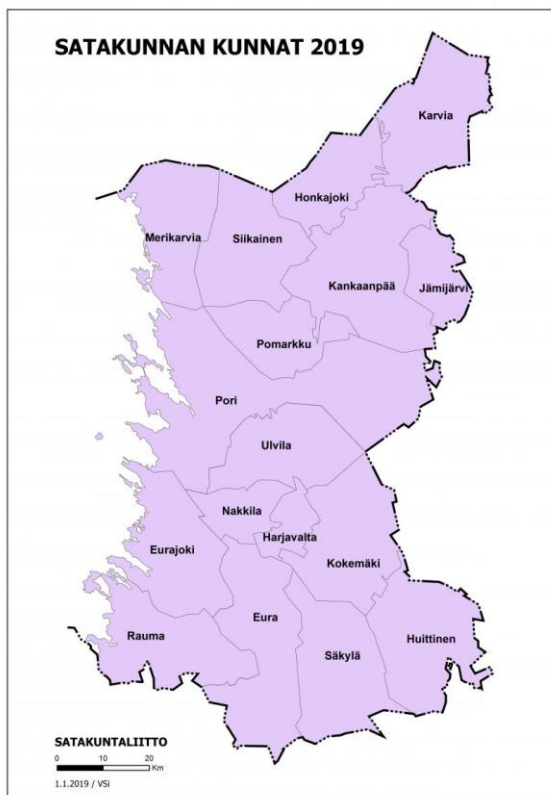 SATAKUNNAN KUNNAT 2019
Karvia
Honkajoki
Merikarvia
Siikainen
Kankaanpää
Jämijärvi
Pomarkku
Pori
Ulvila
Nakkila
Harjavalta
Eurajoki
Kokemäki
Eura
Rauma
Huittinen
Säkylä
SATAKUNTALIITTO
0 10 20
Km
1.1.2019 / VSi